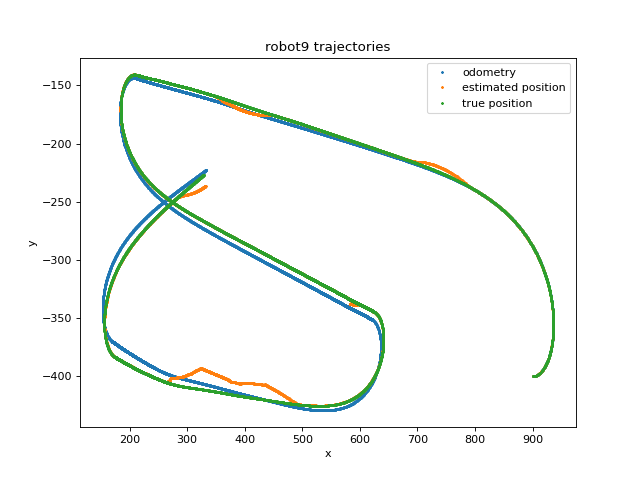 robot9 trajectories
odometry
estimated position
true position
−150
−200
−250
−300
−350
−400
y
200
300
400
500
600
700
800
900
x